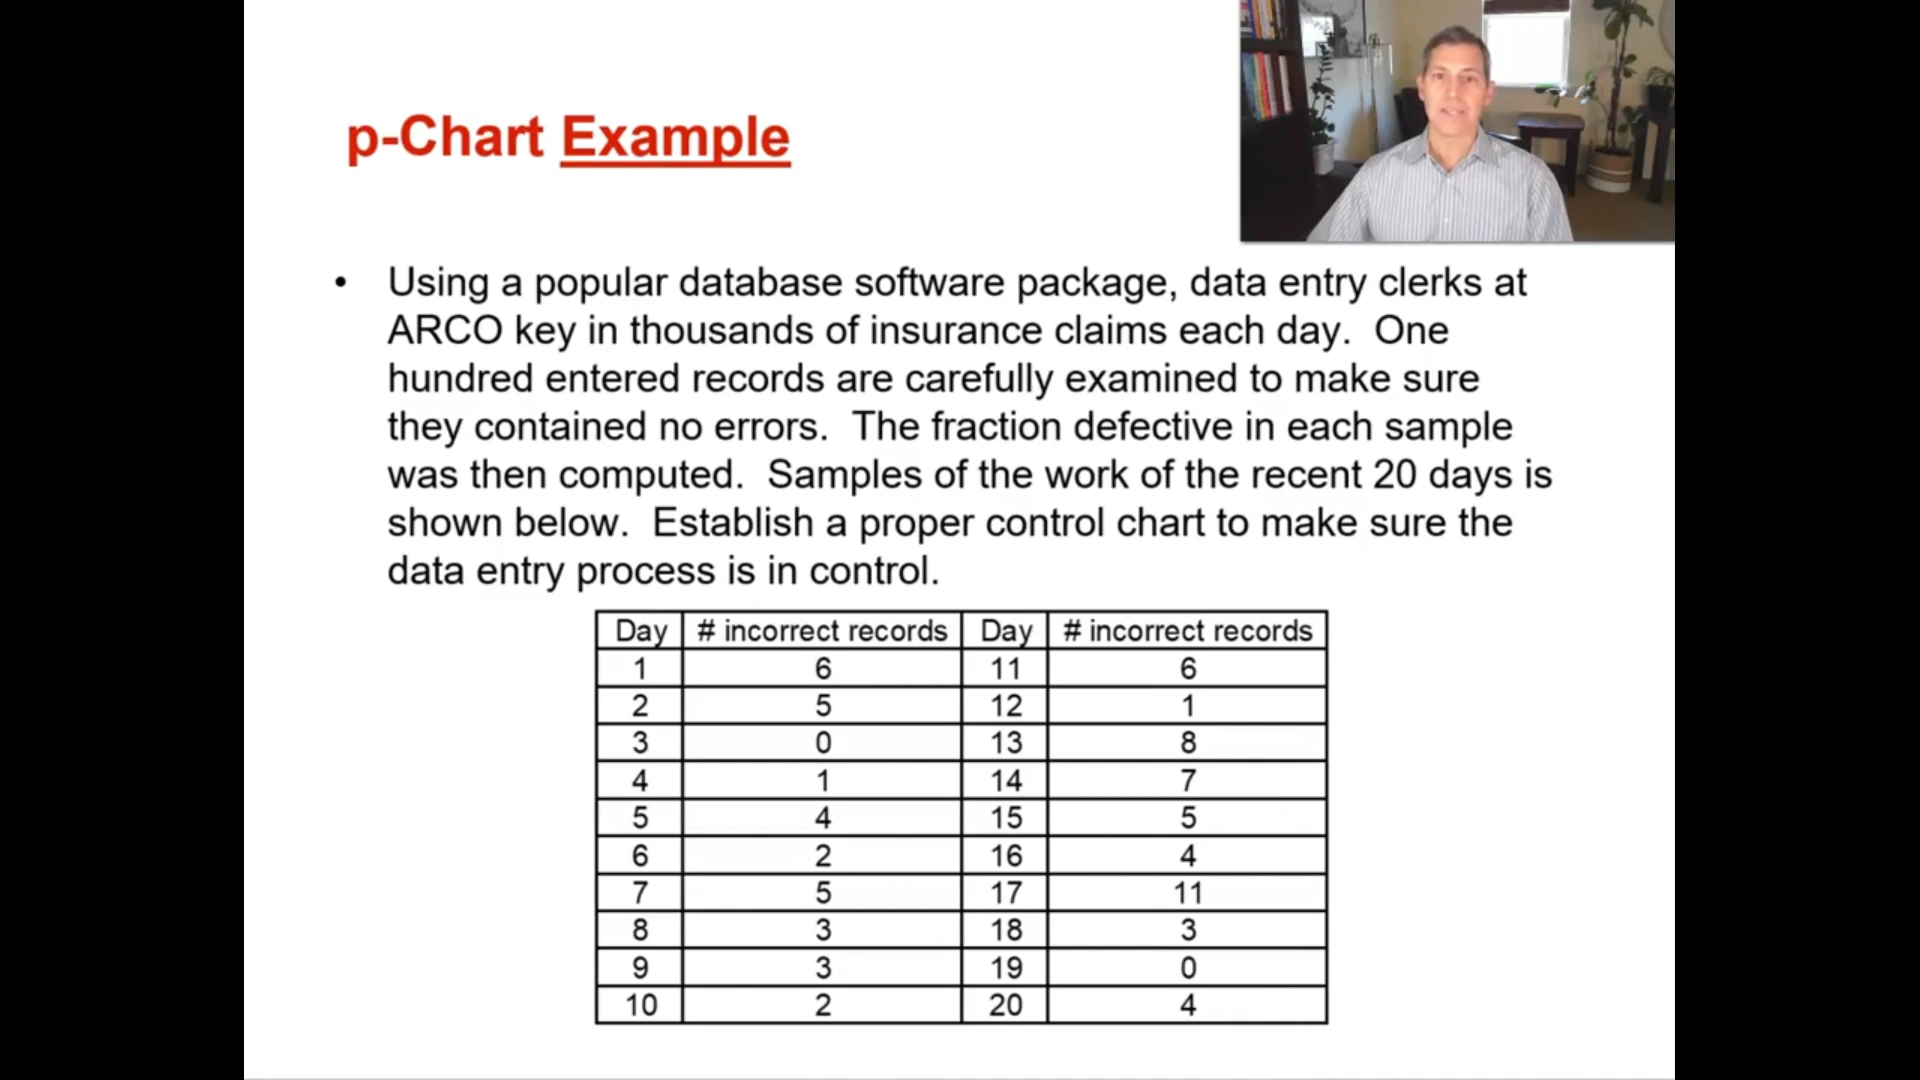 p-Chart Example
• Using a popular database software package, data entry clerks at
ARCO key in thousands of insurance claims each day. One
hundred entered records are carefully examined to make sure
they contained no errors. The fraction defective in each sample
was then computed. Samples of the work of the recent 20 days is
shown below. Establish a proper control chart to make sure the
data entry process is in control.
Day # incorrect records Day # incorrect records
1 6 11 6
2 5 12 1
3 0 13 8
4 1 14 7
5 4 15 5
6 2 16 4
7 5 17 11
8 3 18 3
9 3 19 0
10 2 20 4